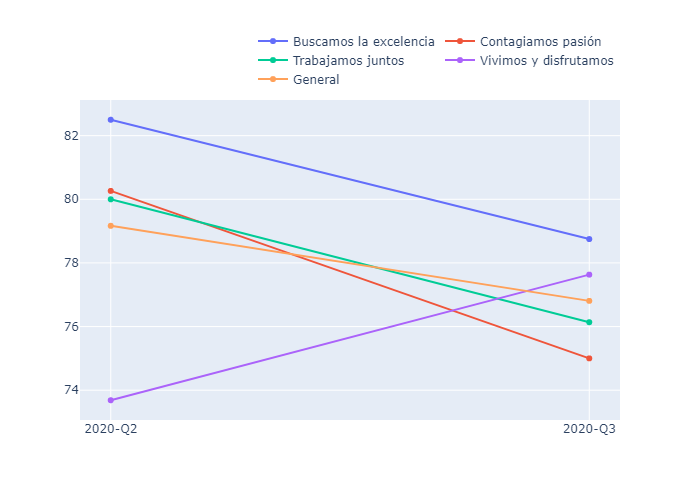 Buscamos la excelencia Contagiamos pasión
Trabajamos juntos Vivimos y disfrutamos
General
82
80
78
76
74
2020-Q2 2020-Q3